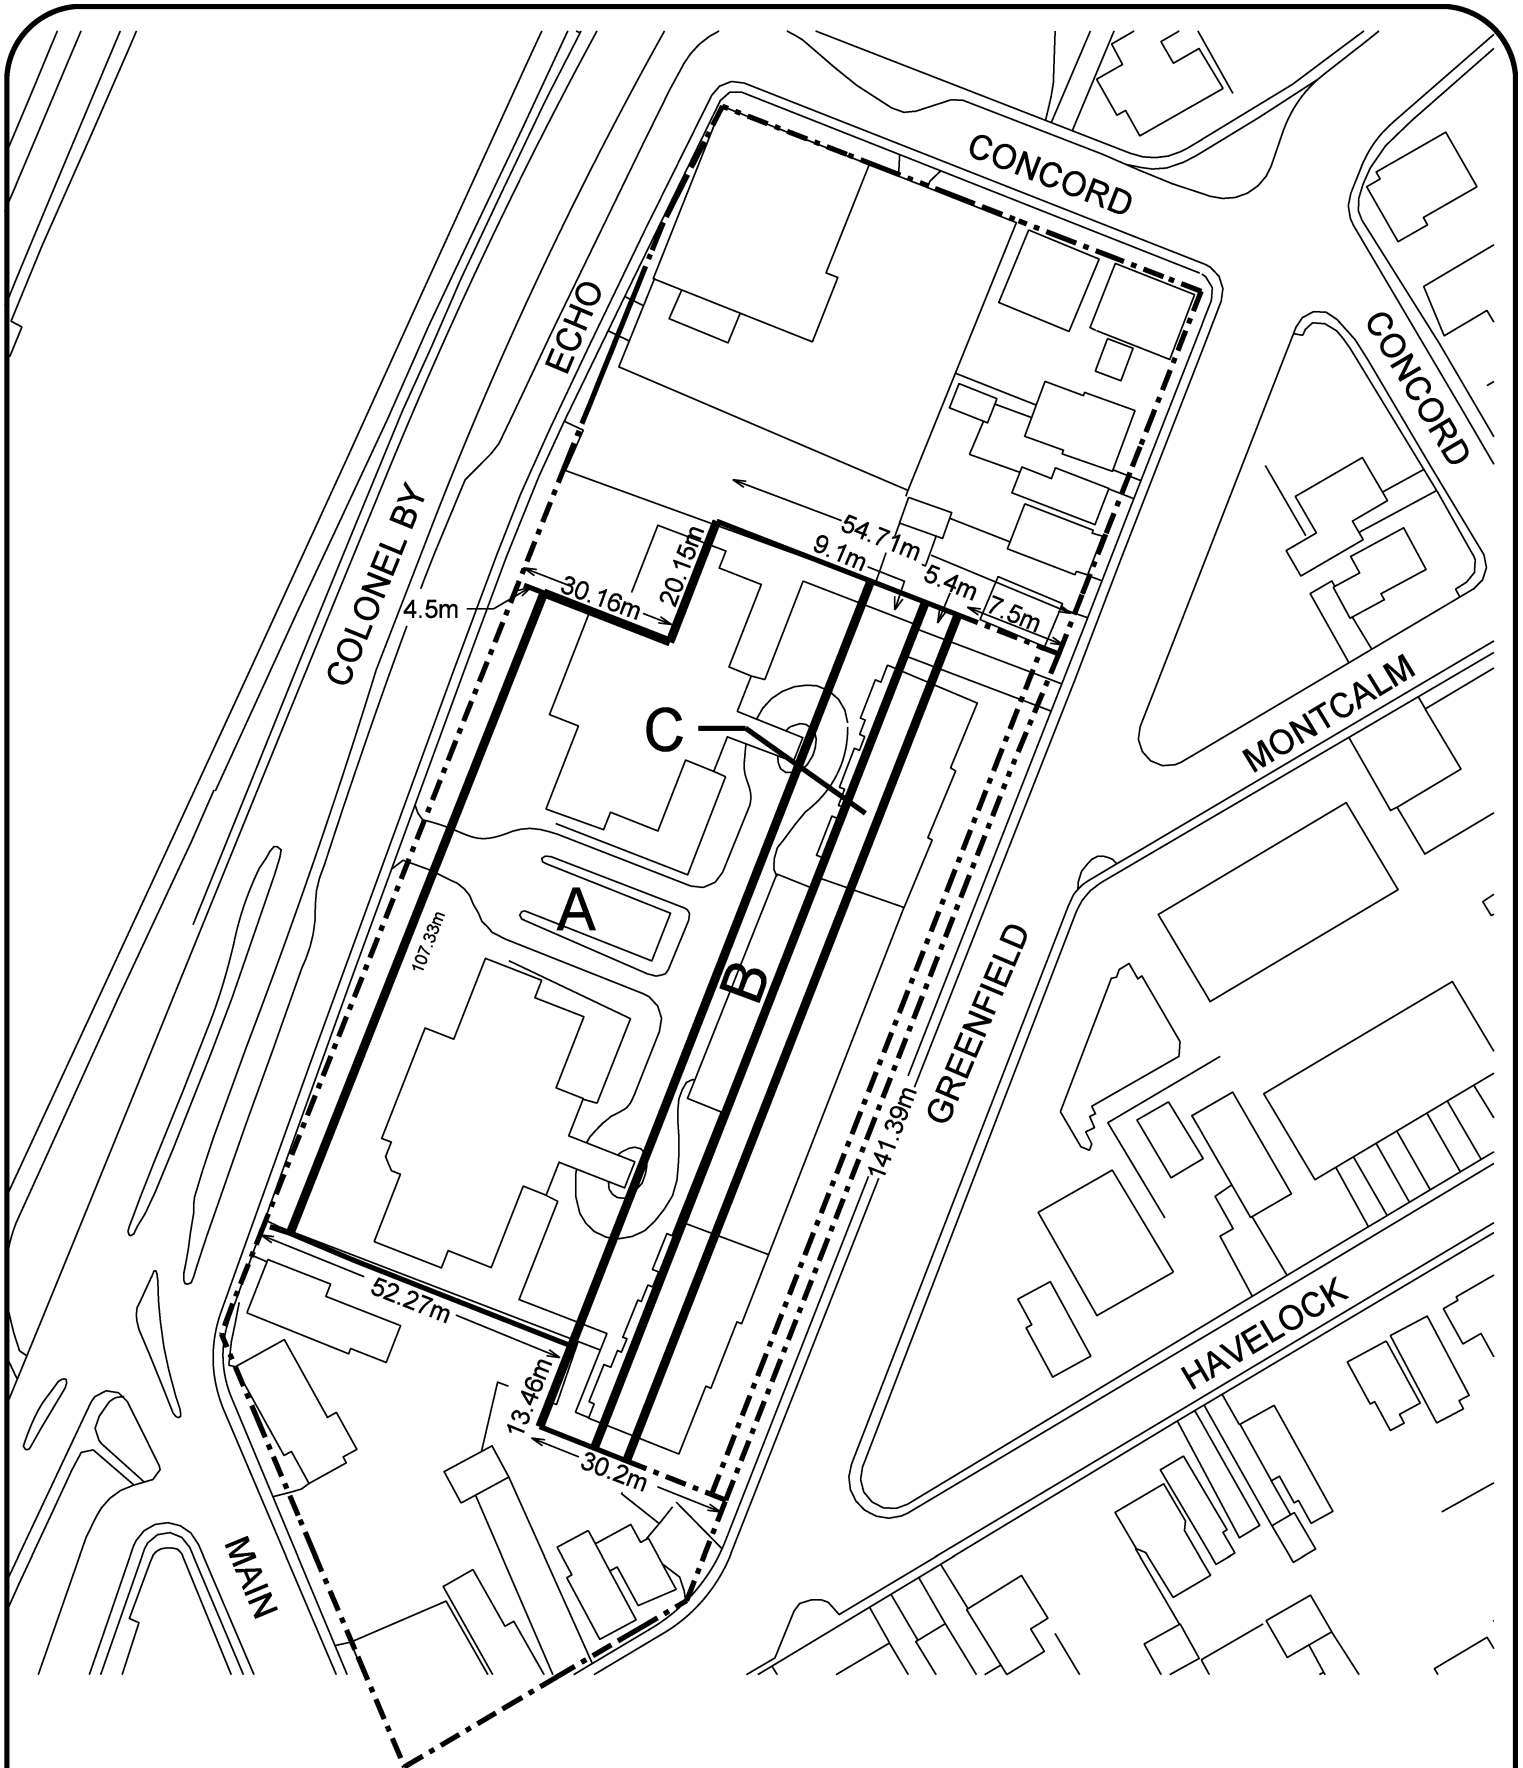 CONCORD
ECHO
CONCORD
COLONEL BY
54.71m
9.1m
20.15m
5.4m
30.16m
7.5m
4.5m
MONTCALM
C
A
107.33m
B
GREENFIELD
141.39m
52.27m
HAVELOCK
13.46m
30.2m
MAIN